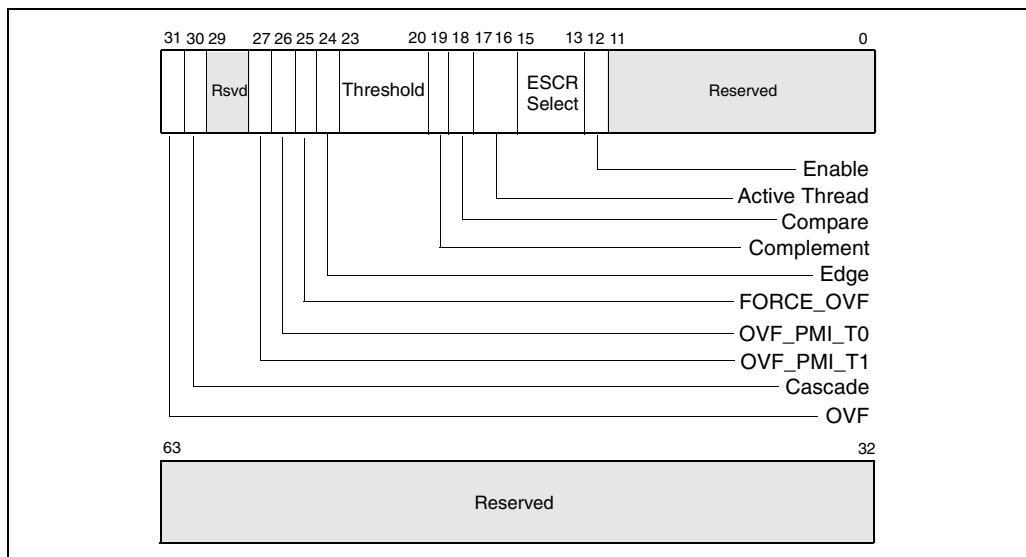 31 30 29 27 26 25 24 23 20 19 18 17 16 15 13 12 11 0
Rsvd Threshold ESCR Select Reserved
Enable
Active Thread
Compare
Complement
Edge
FORCE_OVF
OVF_PMI_T0
OVF_PMI_T1
Cascade
OVF
63 32
Reserved